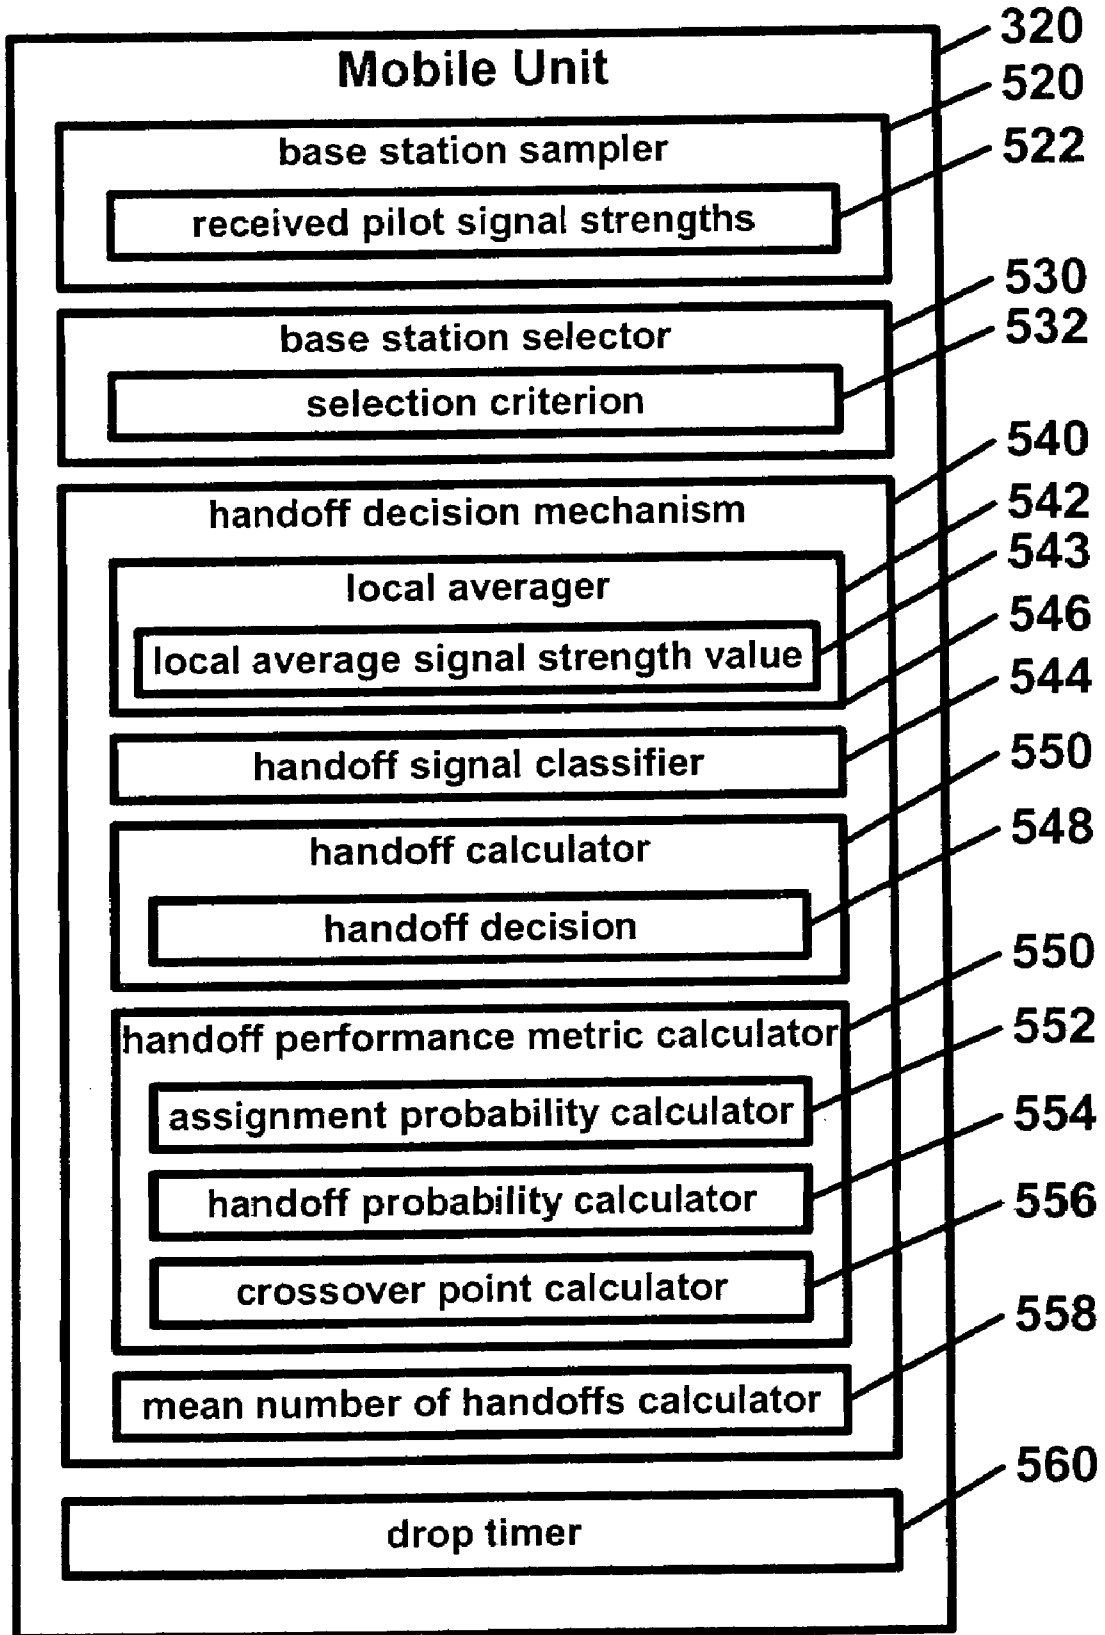 320
Mobile Unit
520
base station sampler
522
received pilot signal strengths
530
base station selector
532
selection criterion
540
handoff decision mechanism
542
543
local averager
546
local average signal strength value
544
handoff signal classifier
550
handoff calculator
548
handoff decision
550
handoff performance metric calculator
552
assignment probability calculator
554
handoff probability calculator
556
crossover point calculator
558
mean number of handoffs calculator
560
drop timer